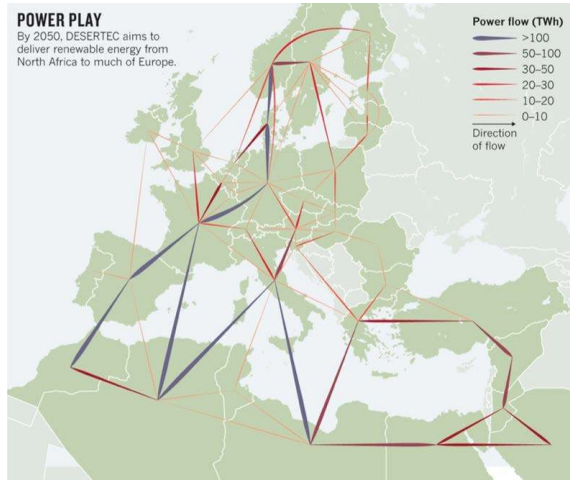 POWER PLAY
By 2050, DESERTEC aims to
deliver renewable energy from
North Africa to much of Europe.
Power flow (TWh)
>100
50–100
30–50
20–30
10–20
0–10
Direction
of flow